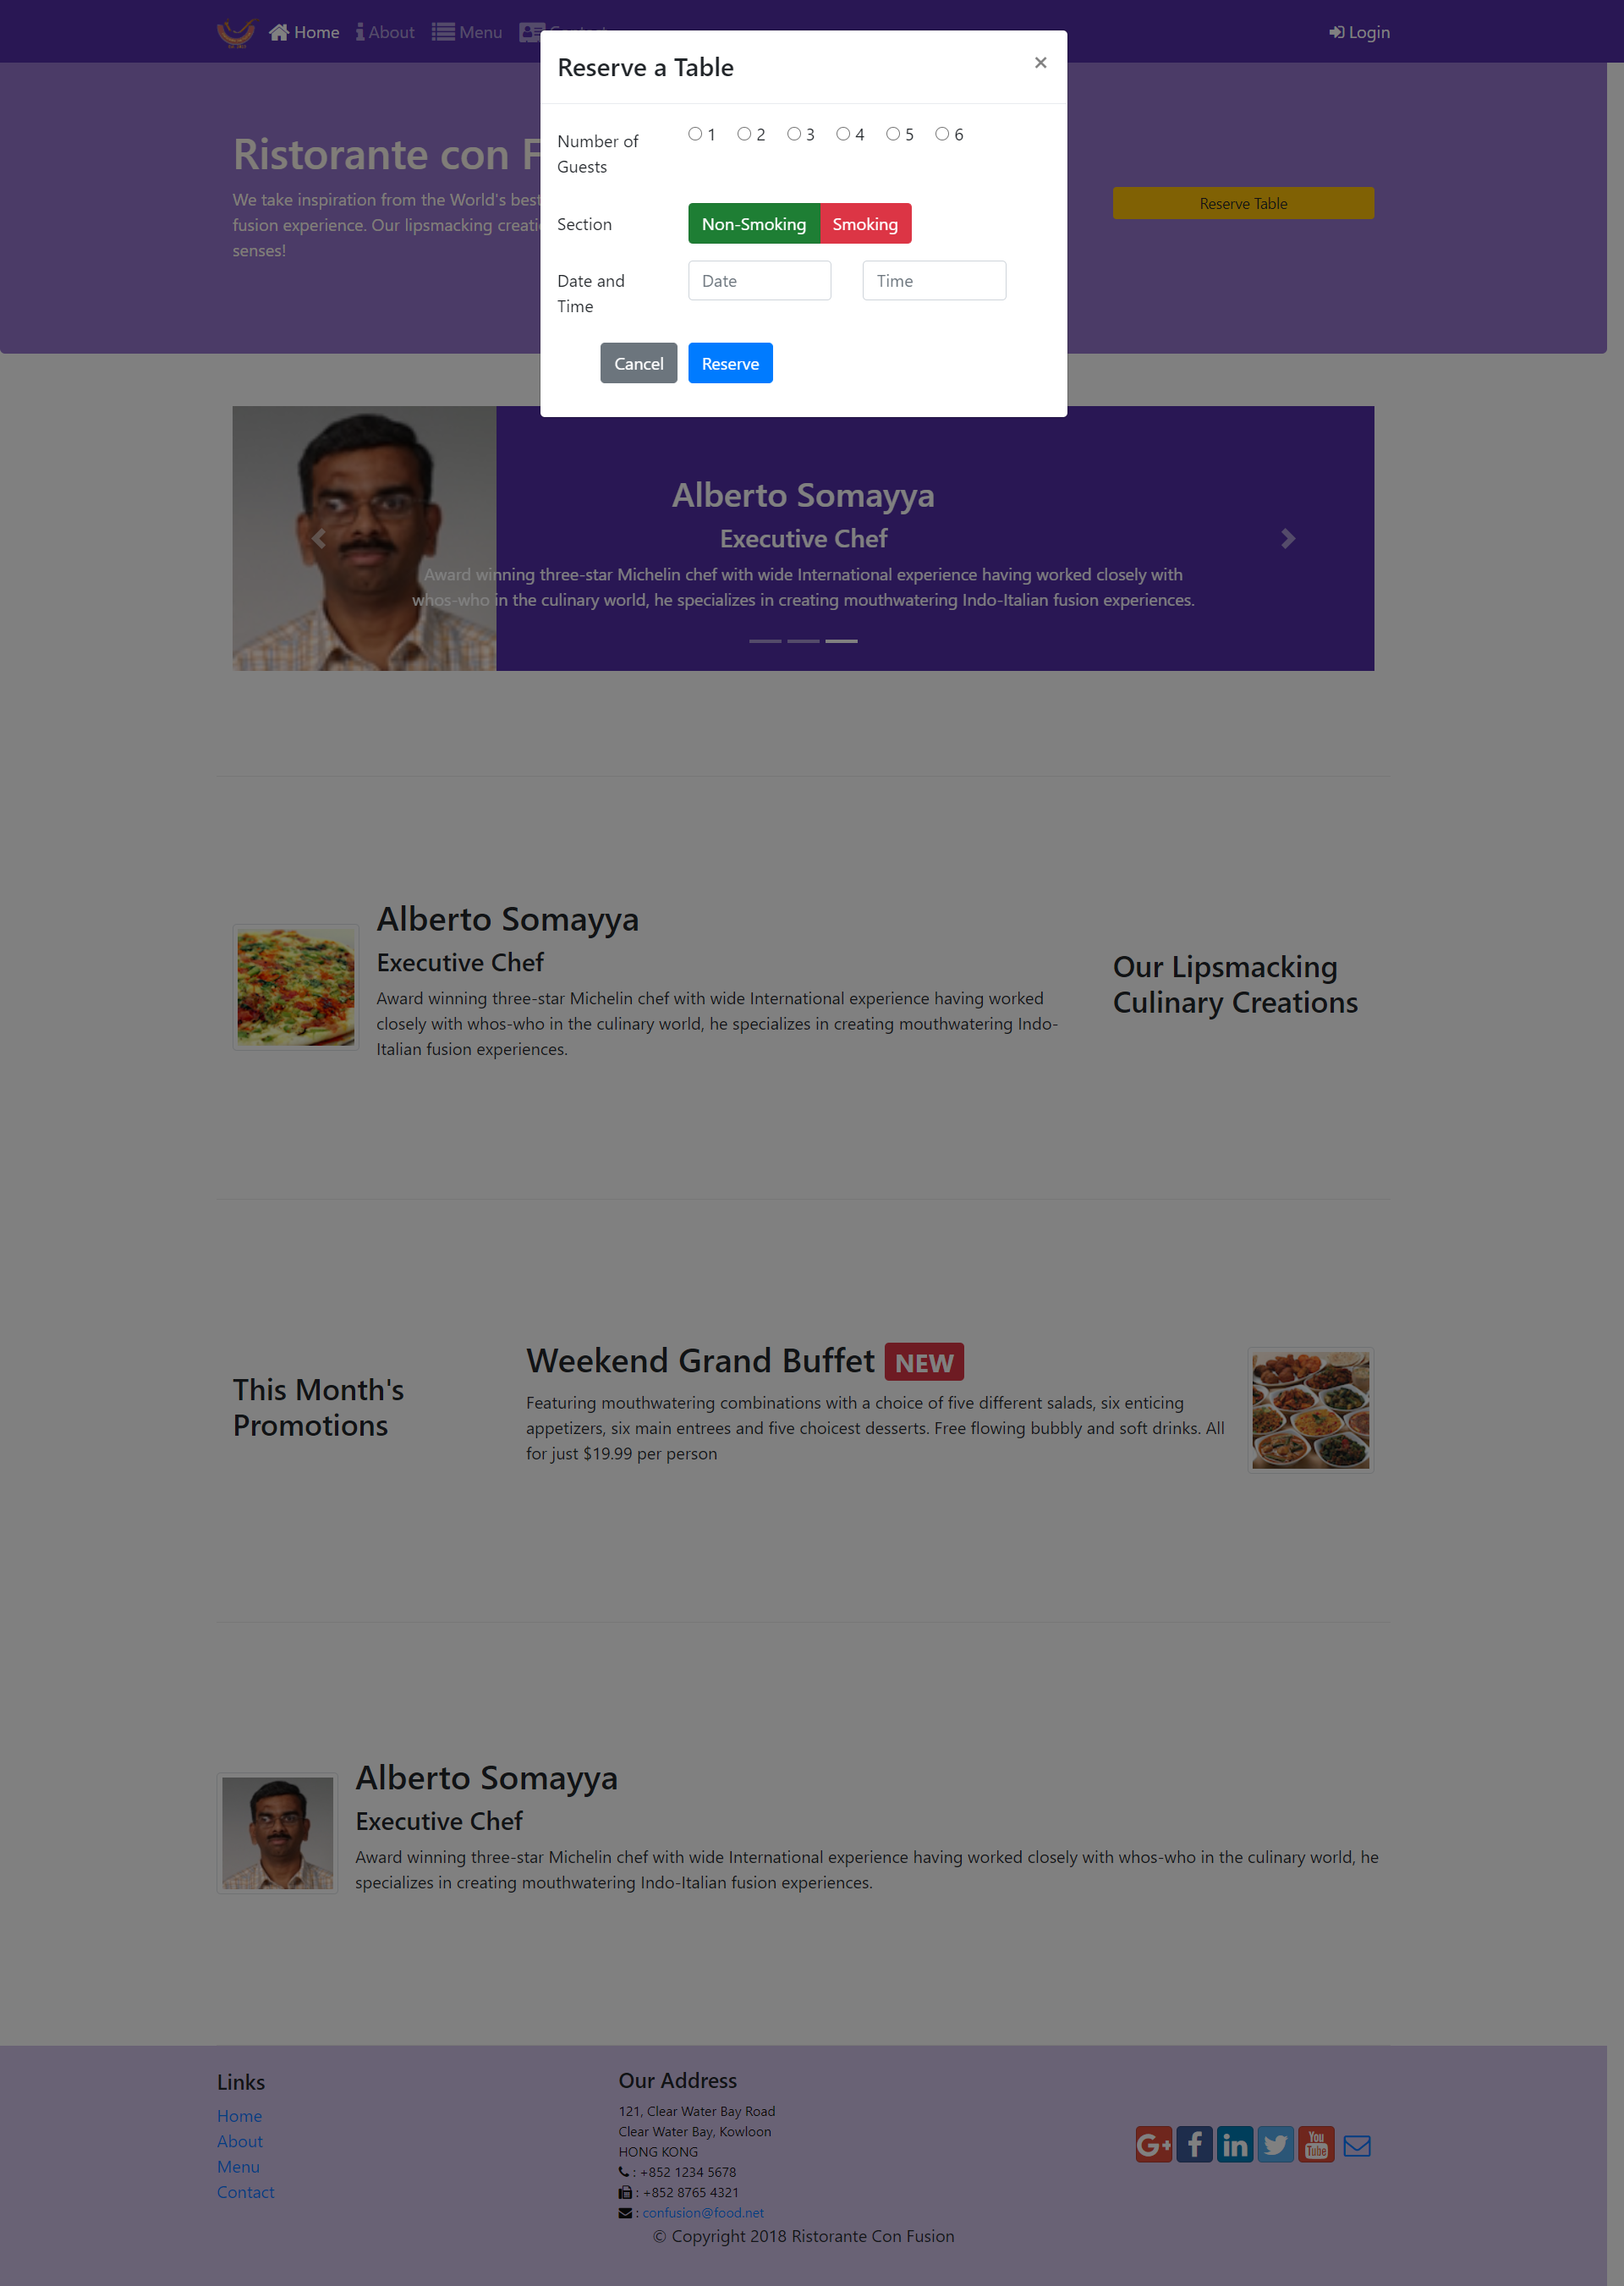 Home About Menu
Login
Reserve a Table ×
Number of
Guests
1 2 3 4 5 6
Section
Non-Smoking Smoking
Date and
Time
Date Time
Cancel Reserve
Ristorante con F
We take inspiration from the World's best
fusion experience. Our lipsmacking creati
senses!
Reserve Table
Alberto Somayya
Executive Chef
Award winning three-star Michelin chef with wide International experience having worked closely with
whos-who in the culinary world, he specializes in creating mouthwatering Indo-Italian fusion experiences.
Alberto Somayya
Executive Chef
Award winning three-star Michelin chef with wide International experience having worked
closely with whos-who in the culinary world, he specializes in creating mouthwatering Indo-
Italian fusion experiences.
Our Lipsmacking
Culinary Creations
This Month's
Promotions
Weekend Grand Buffet NEW
Featuring mouthwatering combinations with a choice of five different salads, six enticing
appetizers, six main entrees and five choicest desserts. Free flowing bubbly and soft drinks. All
for just $19.99 per person
Alberto Somayya
Executive Chef
Award winning three-star Michelin chef with wide International experience having worked closely with whos-who in the culinary world, he
specializes in creating mouthwatering Indo-Italian fusion experiences.
Links
Home
About
Menu
Contact
Our Address
121, Clear Water Bay Road
Clear Water Bay, Kowloon
HONG KONG
: +852 1234 5678
: +852 8765 4321
: confusion@food.net
G+ f in You Tube
© Copyright 2018 Ristorante Con Fusion